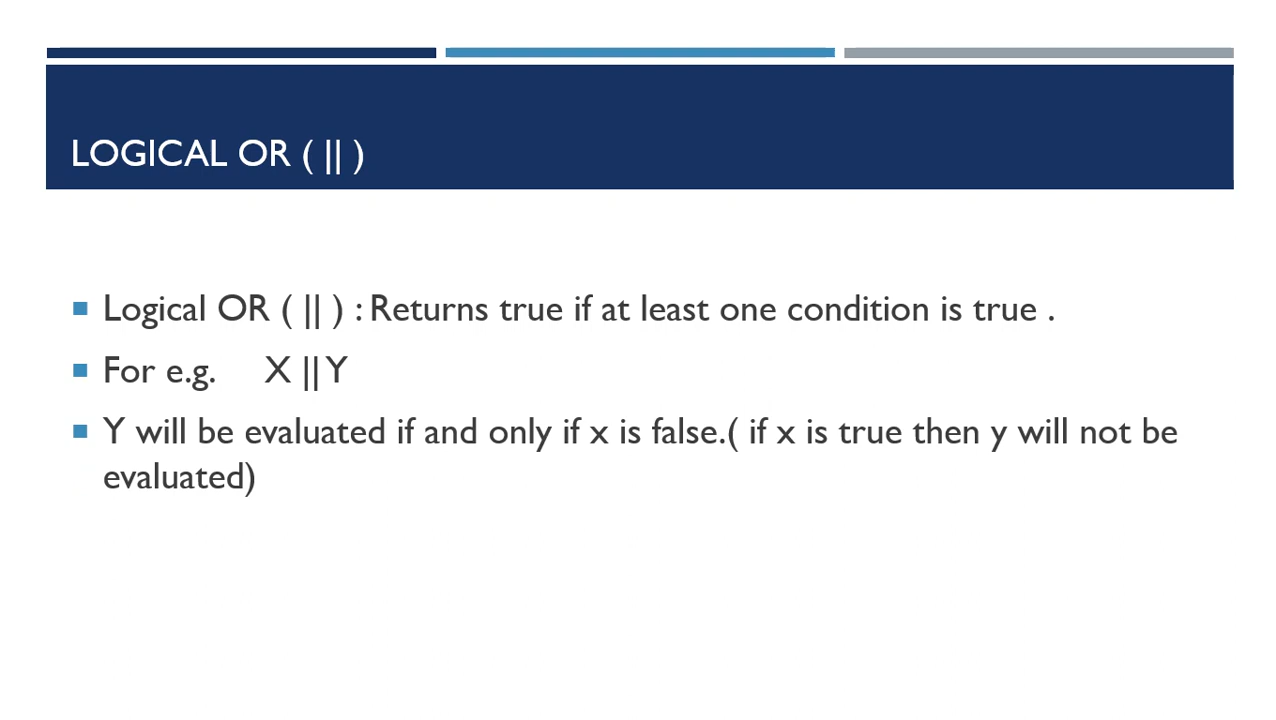 LOGICAL OR ( || )
Logical OR ( || ) : Returns true if at least one condition is true .
For e.g. X || Y
Y will be evaluated if and only if x is false.( if x is true then y will not be
evaluated)